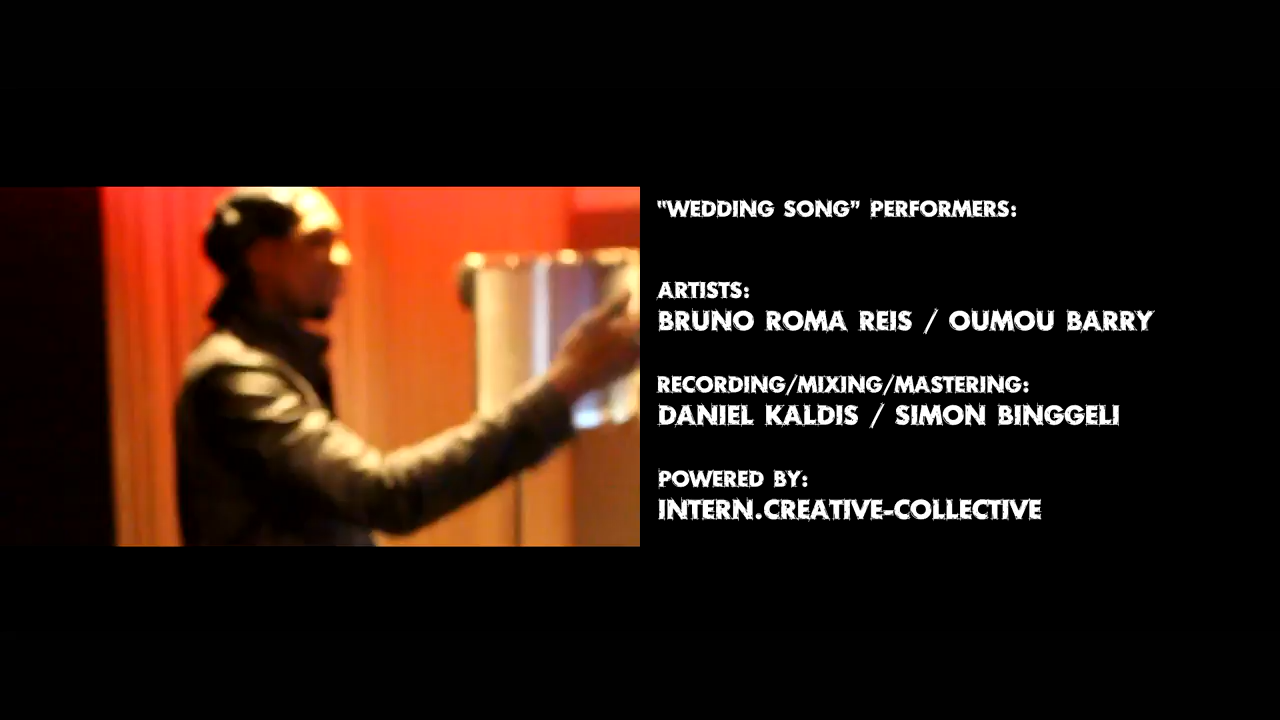 "WEDDING SONG" PERFORMERS:
ARTISTS:
BRUNO ROMA REIS / OUMOU BARRY
RECORDING/MIXING/MASTERING:
DANIEL KALDIS / SIMON BINGGELI
POWERED BY:
INTERN.CREATIVE-COLLECTIVE